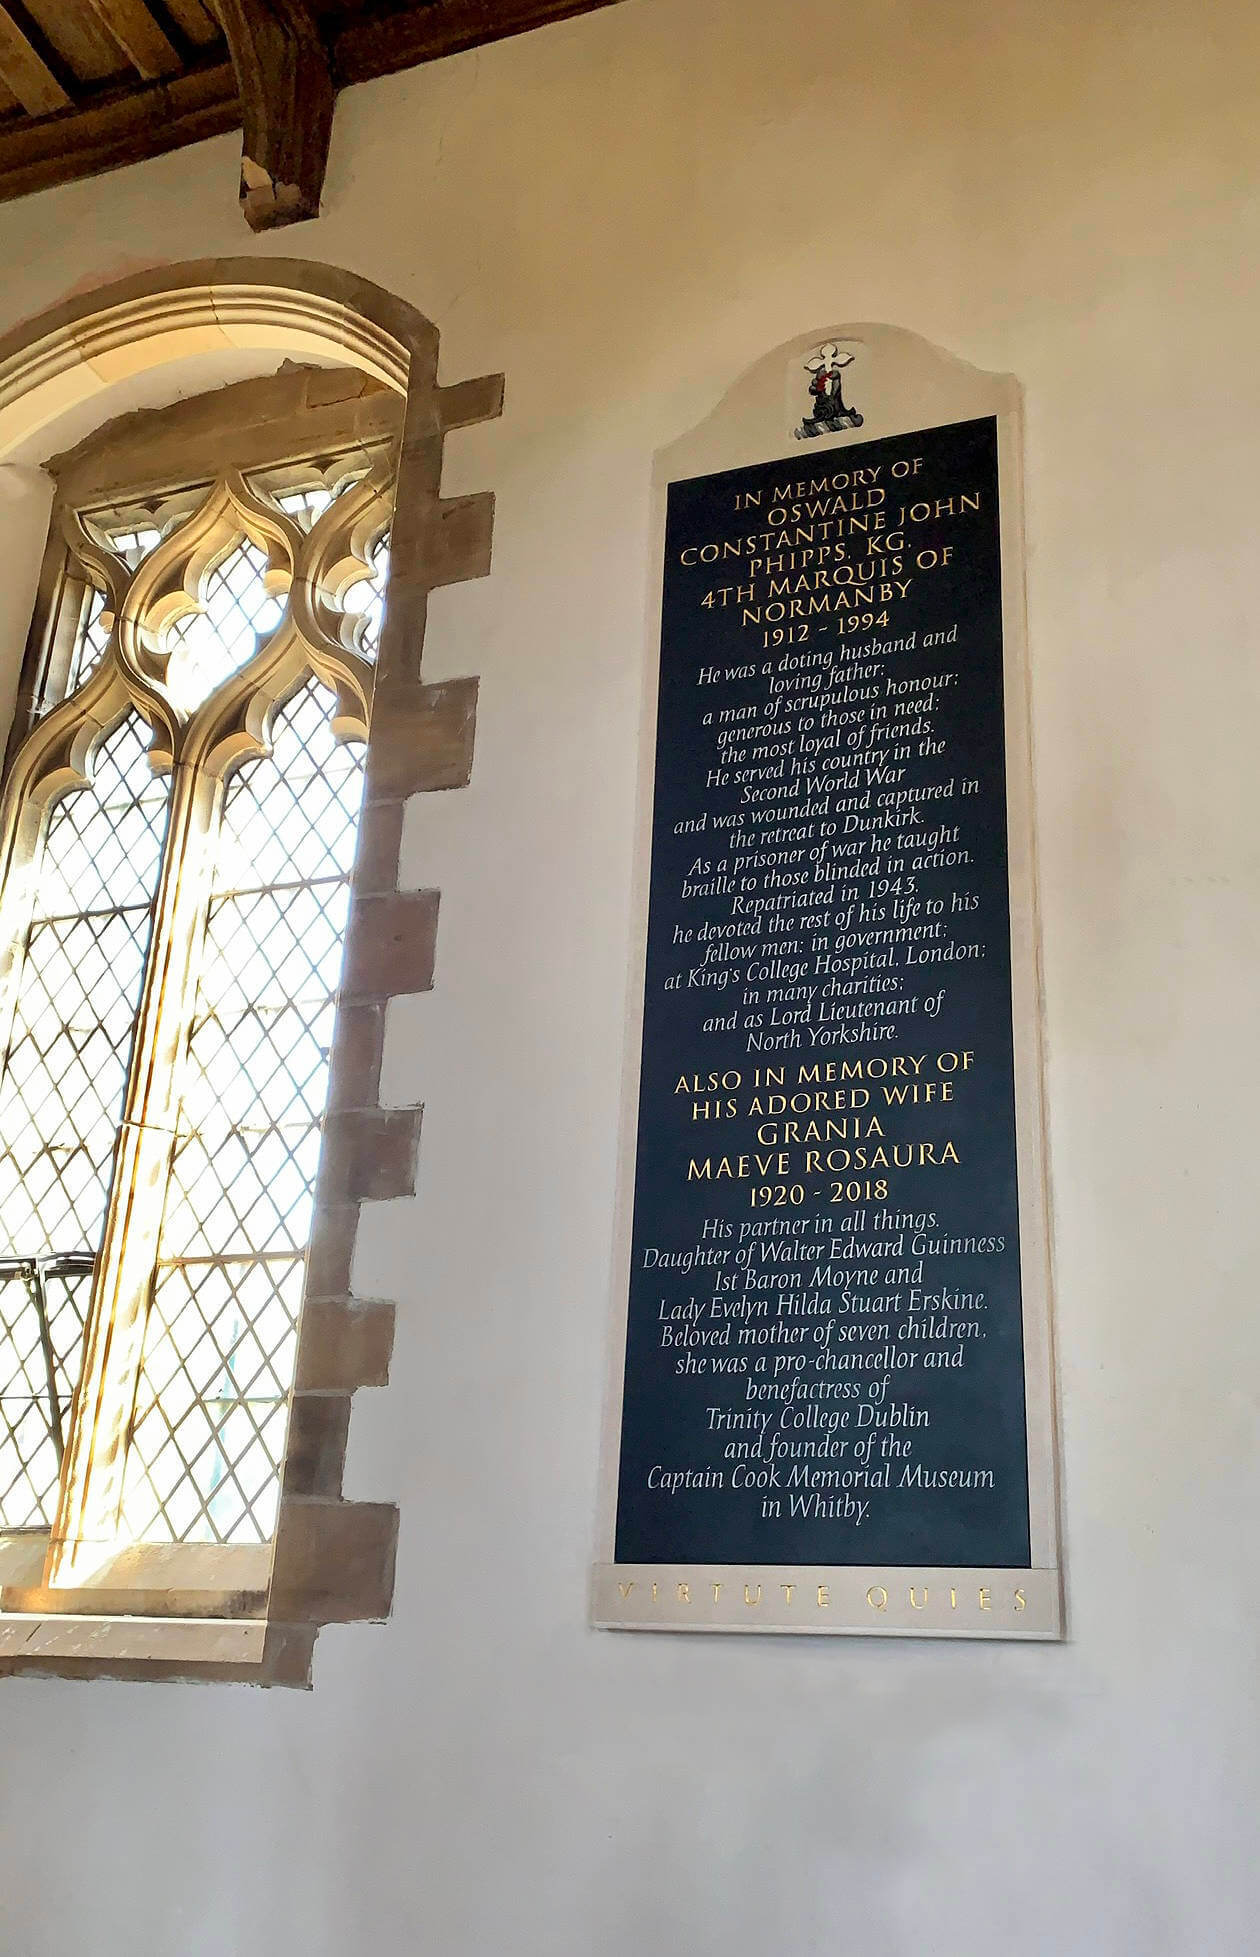 IN MEMORY OF
OSWALD
CONSTANTINE JOHN
PHIPPS, KG,
4TH MARQUIS OF
NORMANBY
1912 - 1994
He was a doting husband and
loving father;
a man of scrupulous honour;
generous to those in need;
the most loyal of friends.
He served his country in the
Second World War
and was wounded and captured in
the retreat to Dunkirk.
As a prisoner of war he taught
braille to those blinded in action.
Repatriated in 1943,
he devoted the rest of his life to his
fellow men: in government;
at King's College Hospital, London;
in many charities;
and as Lord Lieutenant of
North Yorkshire.
ALSO IN MEMORY OF
HIS ADORED WIFE
GRANIA
MAEVE ROSAURA
1920 - 2018
His partner in all things.
Daughter of Walter Edward Guinness
1st Baron Moyne and
Lady Evelyn Hilda Stuart Erskine.
Beloved mother of seven children,
she was a pro-chancellor and
benefactress of
Trinity College Dublin
and founder of the
Captain Cook Memorial Museum
in Whitby.
VIRTUTE QUIES